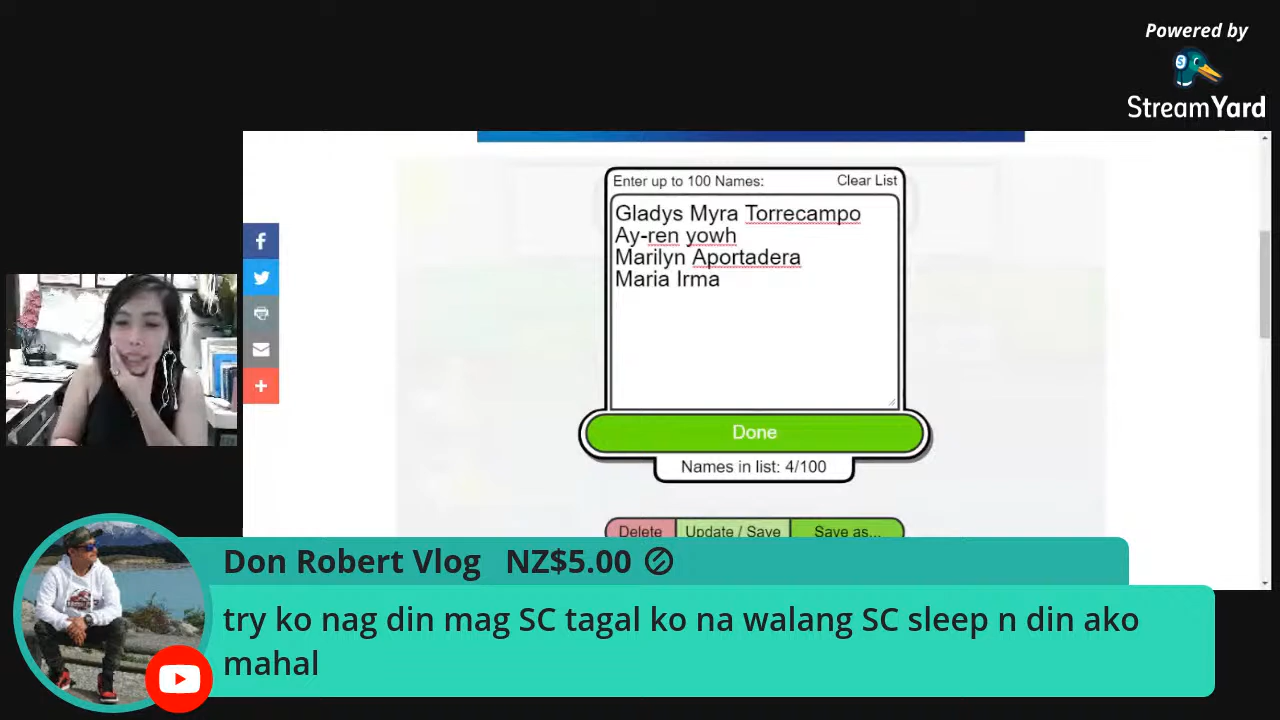 Powered by
StreamYard
Enter up to 100 Names: Clear List
Gladys Myra Torrecampo
Ay-ren yowh
Marilyn Aportadera
Maria Irma
Done
Names in list: 4/100
Delete Update / Save Save as...
Don Robert Vlog NZ$5.00
try ko nag din mag SC tagal ko na walang SC sleep n din ako
mahal